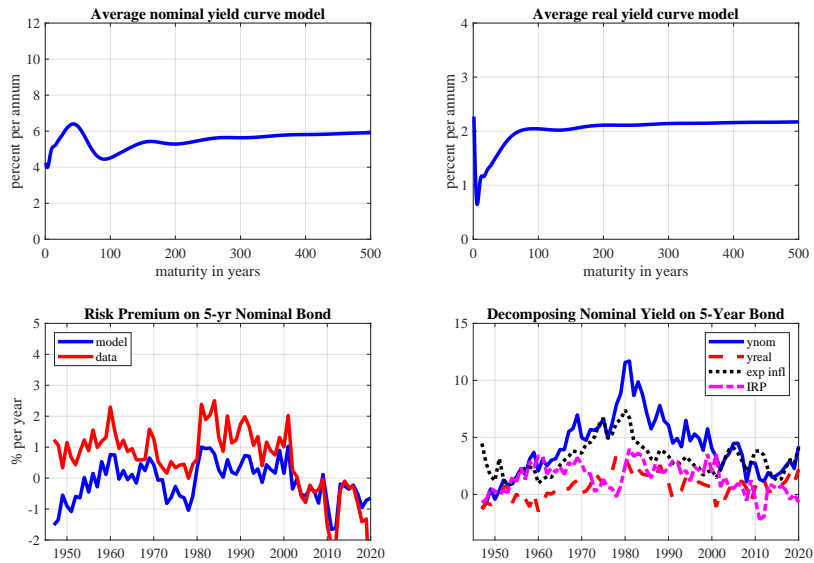 Average nominal yield curve model
percent per annum
12
10
8
6
4
2
0
0 100 200 300 400 500
maturity in years
Average real yield curve model
percent per annum
4
3
2
1
0
0 100 200 300 400 500
maturity in years
Risk Premium on 5-yr Nominal Bond
% per year
5
4
3
2
1
0
-1
-2
model
data
1950 1960 1970 1980 1990 2000 2010 2020
Decomposing Nominal Yield on 5-Year Bond
15
10
5
0
ynom
yreal
exp infl
IRP
1950 1960 1970 1980 1990 2000 2010 2020